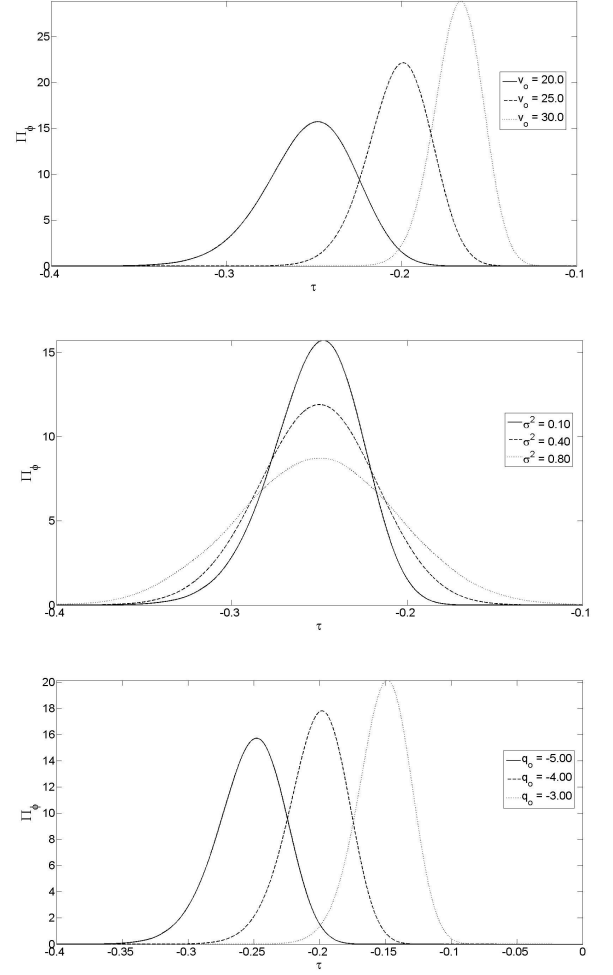 25
20
15
10
5
0
Π_ϕ
-0.4 -0.3 -0.2 -0.1
τ
v_o = 20.0
v_o = 25.0
v_o = 30.0
15
10
5
0
Π_ϕ
-0.4 -0.3 -0.2 -0.1
τ
σ² = 0.10
σ² = 0.40
σ² = 0.80
20
18
16
14
12
10
8
6
4
2
0
Π_ϕ
-0.4 -0.35 -0.3 -0.25 -0.2 -0.15 -0.1 -0.05 0
τ
q_o = -5.00
q_o = -4.00
q_o = -3.00